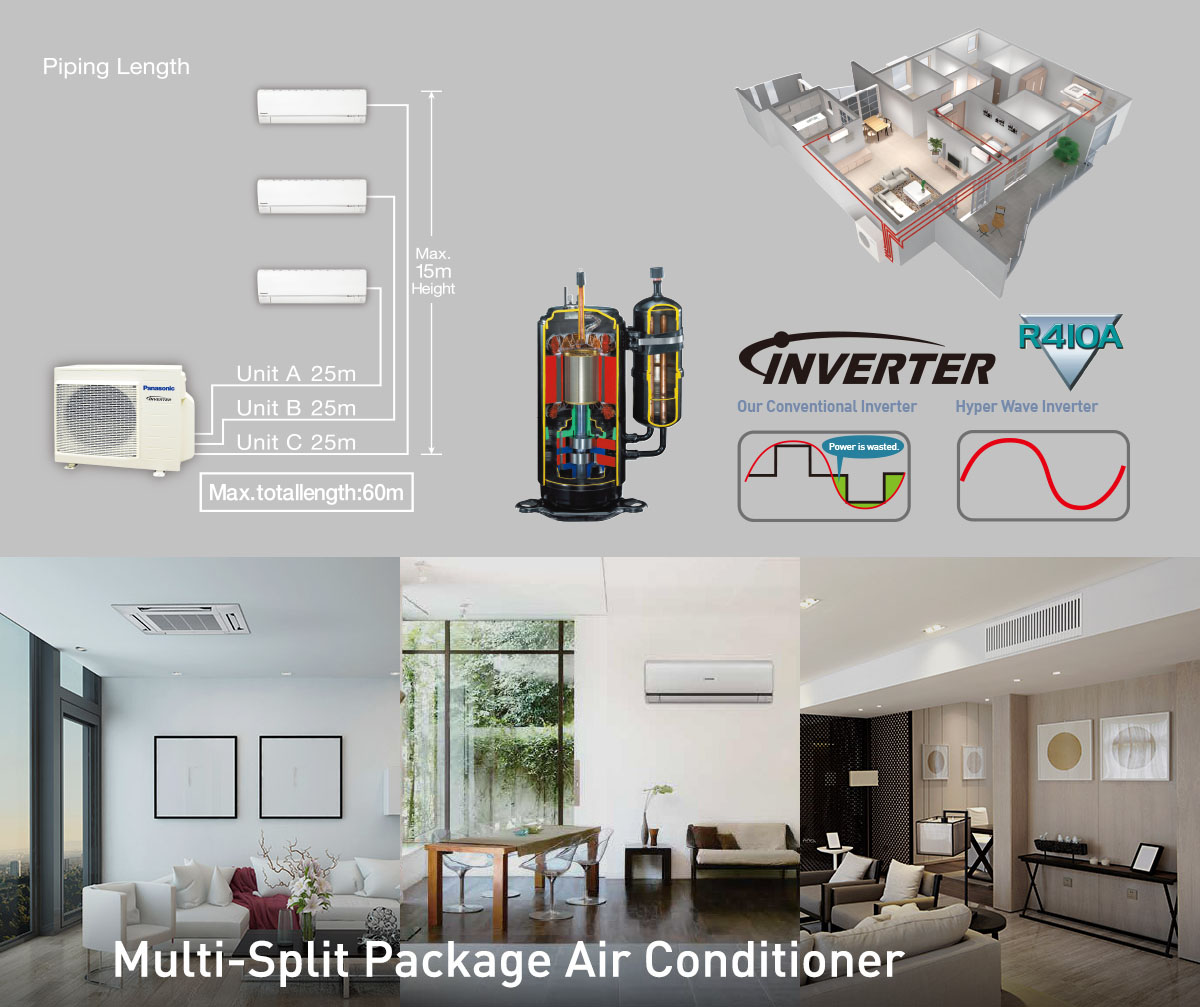 Piping Length
Max.
15m
Height
Panasonic
INVERTER
Unit A 25m
Unit B 25m
Unit C 25m
Max.totallength:60m
INVERTER
R410A
Our Conventional Inverter
Hyper Wave Inverter
Power is wasted.
Multi-Split Package Air Conditioner